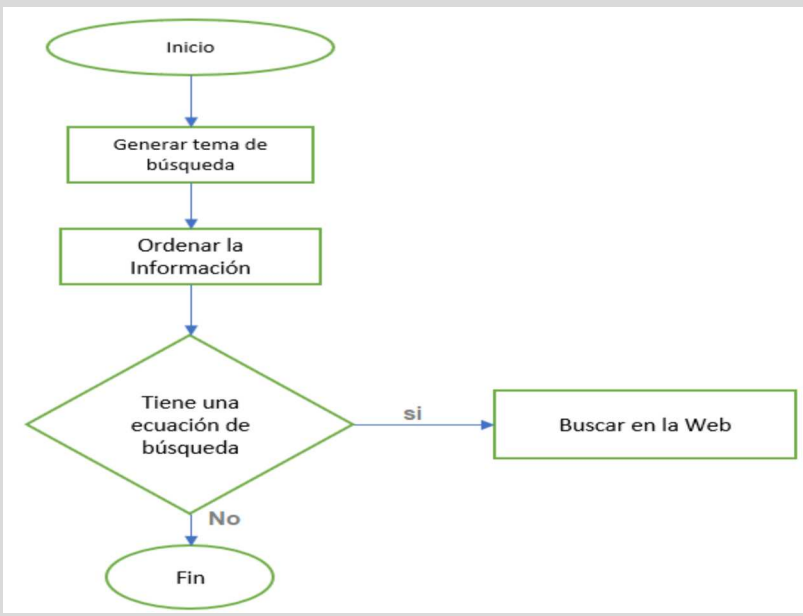 Inicio
Generar tema de
búsqueda
Ordenar la
Información
Tiene una
ecuación de
búsqueda
si
Buscar en la Web
No
Fin